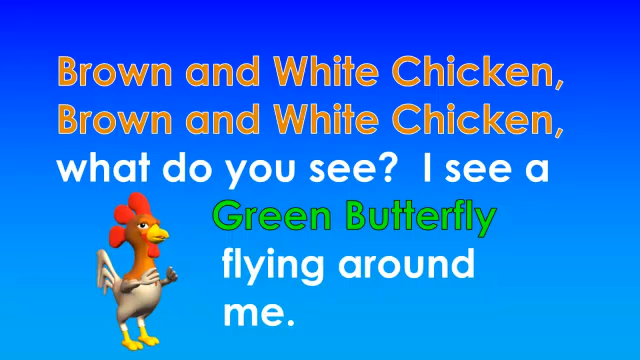 Brown and White Chicken,
Brown and White Chicken,
what do you see?  I see a
Green Butterfly
flying around
me.